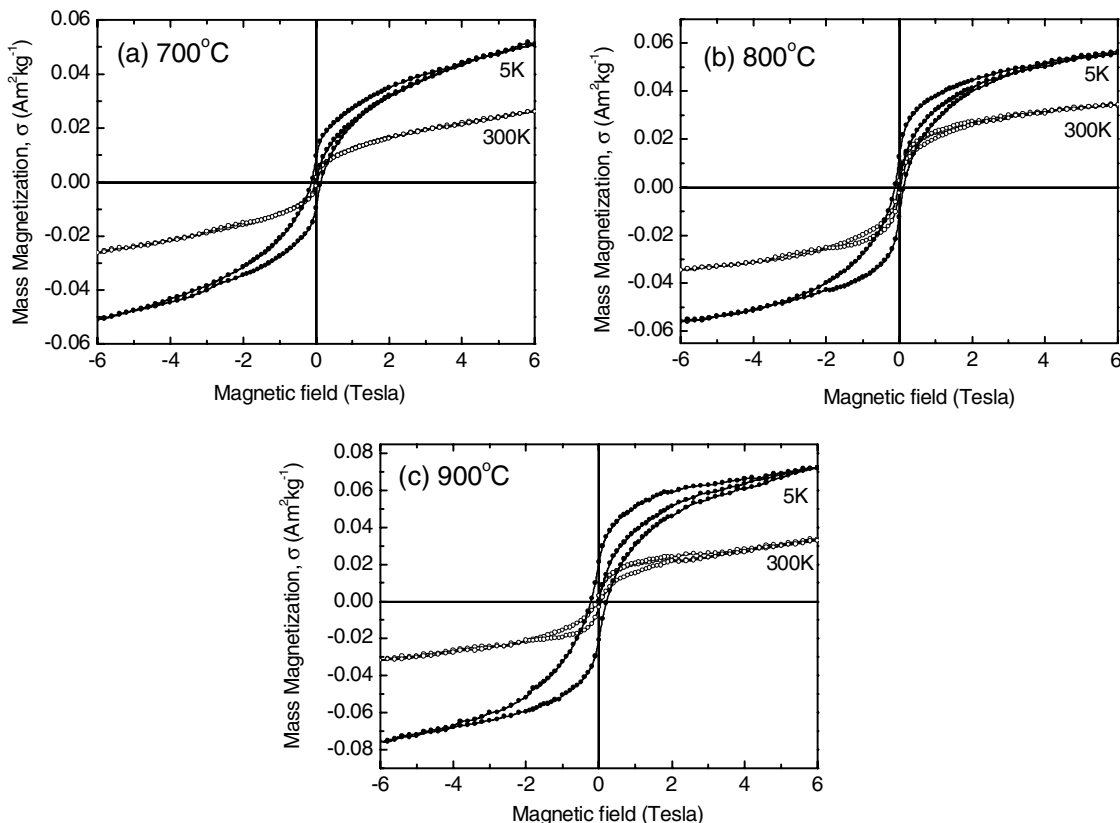 (a) 700°C
5K
300K
Mass Magnetization, σ (Am²kg⁻¹)
0.06
0.04
0.02
0.00
-0.02
-0.04
-0.06
-6 -4 -2 0 2 4 6
Magnetic field (Tesla)
(b) 800°C
5K
300K
Mass Magnetization, σ (Am²kg⁻¹)
0.06
0.04
0.02
0.00
-0.02
-0.04
-0.06
-6 -4 -2 0 2 4 6
Magnetic field (Tesla)
(c) 900°C
5K
300K
Mass Magnetization, σ (Am²kg⁻¹)
0.08
0.06
0.04
0.02
0.00
-0.02
-0.04
-0.06
-0.08
-6 -4 -2 0 2 4 6
Magnetic field (Tesla)